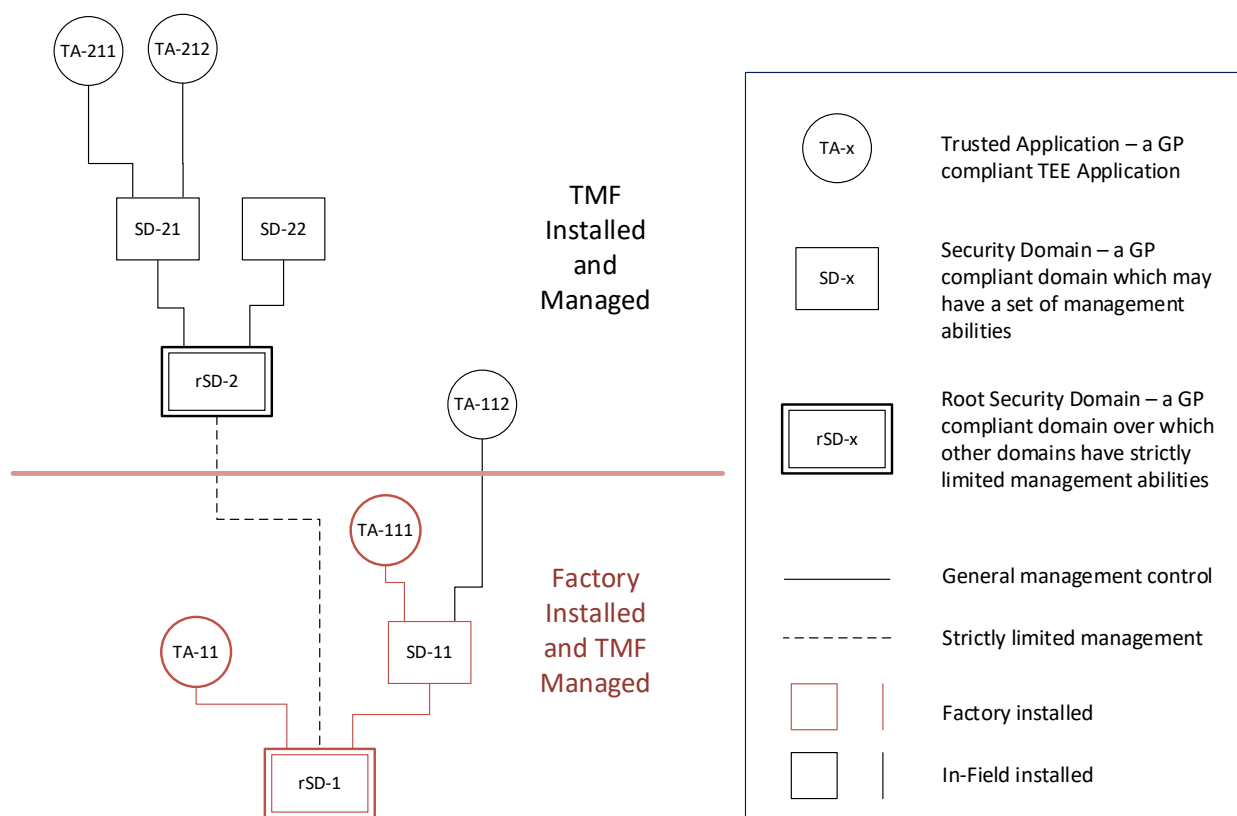 TA-211
TA-212
SD-21
SD-22
TMF
Installed
and
Managed
rSD-2
TA-112
TA-111
Factory
Installed
and TMF
Managed
TA-11
SD-11
rSD-1
TA-x
Trusted Application – a GP
compliant TEE Application
SD-x
Security Domain – a GP
compliant domain which may
have a set of management
abilities
rSD-x
Root Security Domain – a GP
compliant domain over which
other domains have strictly
limited management abilities
General management control
Strictly limited management
Factory installed
In-Field installed